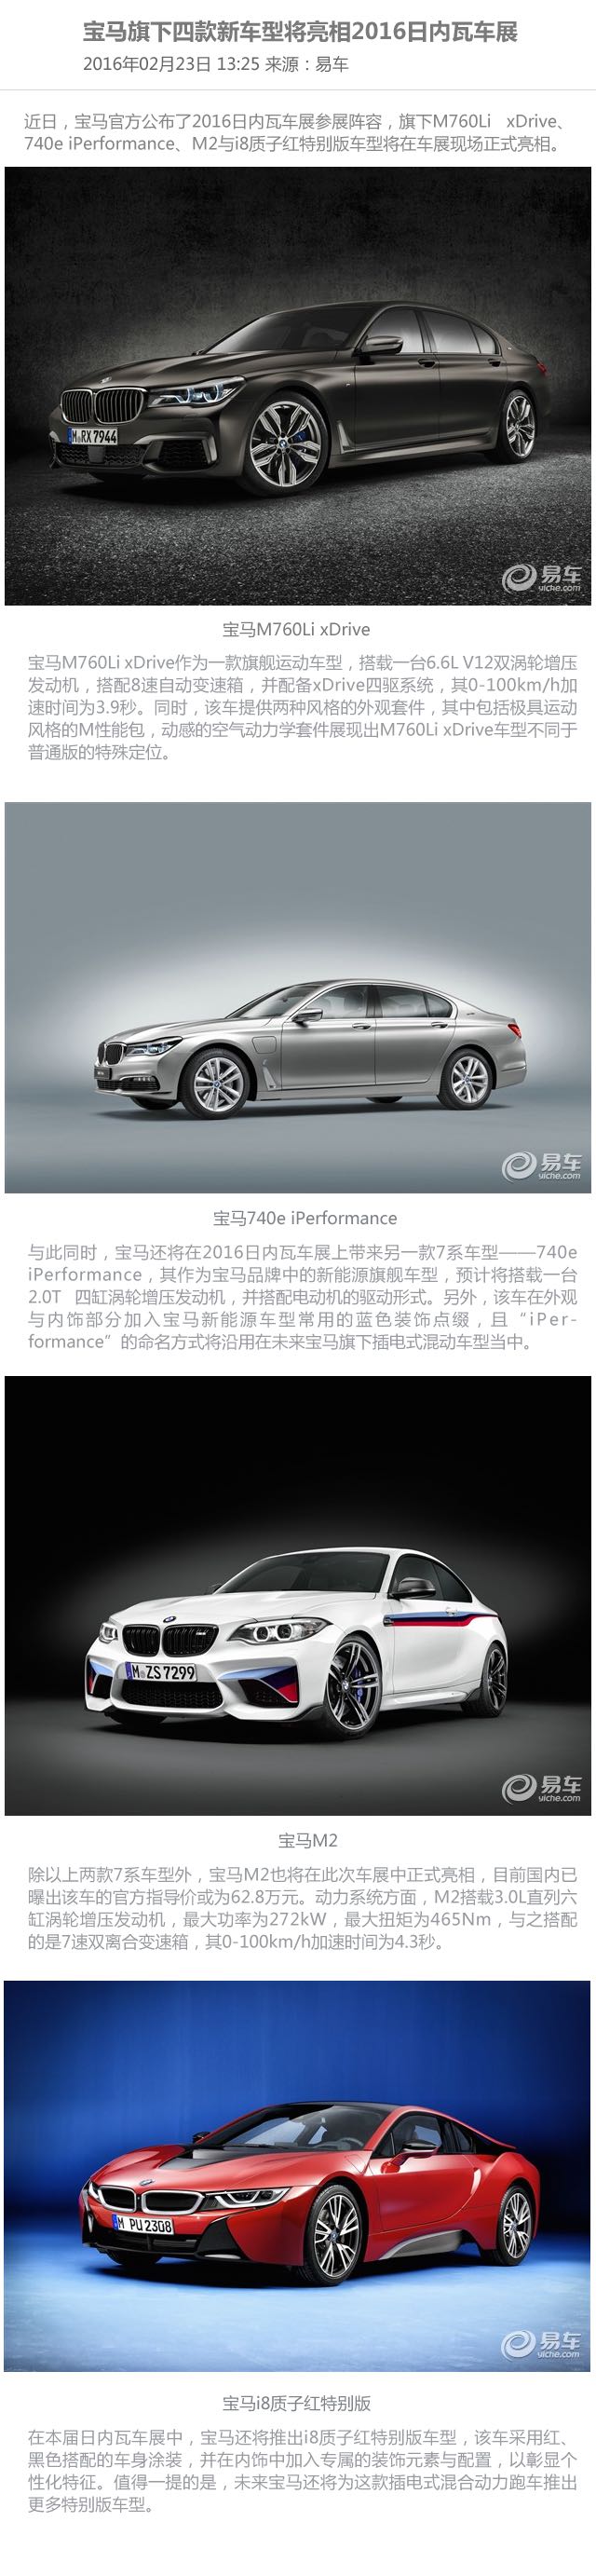 宝马旗下四款新车型将亮相2016日内瓦车展
2016年02月23日 13:25 来源：易车
近日，宝马官方公布了2016日内瓦车展参展阵容，旗下M760Li xDrive、
740e iPerformance、M2与i8质子红特别版车型将在车展现场正式亮相。
M RX 7944
易车
yiche.com
宝马M760Li xDrive
宝马M760Li xDrive作为一款旗舰运动车型，搭载一台6.6L V12双涡轮增压
发动机，搭配8速自动变速箱，并配备xDrive四驱系统，其0-100km/h加
速时间为3.9秒。同时，该车提供两种风格的外观套件，其中包括极具运动
风格的M性能包，动感的空气动力学套件展现出M760Li xDrive车型不同于
普通版的特殊定位。
易车
yiche.com
宝马740e iPerformance
与此同时，宝马还将在2016日内瓦车展上带来另一款7系车型——740e
iPerformance，其作为宝马品牌中的新能源旗舰车型，预计将搭载一台
2.0T 四缸涡轮增压发动机，并搭配电动机的驱动形式。另外，该车在外观
与内饰部分加入宝马新能源车型常用的蓝色装饰点缀，且“iPer-
formance”的命名方式将沿用在未来宝马旗下插电式混动车型当中。
M ZS 7299
易车
yiche.com
宝马M2
除以上两款7系车型外，宝马M2也将在此次车展中正式亮相，目前国内已
曝出该车的官方指导价或为62.8万元。动力系统方面，M2搭载3.0L直列六
缸涡轮增压发动机，最大功率为272kW，最大扭矩为465Nm，与之搭配
的是7速双离合变速箱，其0-100km/h加速时间为4.3秒。
M PU 2308
易车
yiche.com
宝马i8质子红特别版
在本届日内瓦车展中，宝马还将推出i8质子红特别版车型，该车采用红、
黑色搭配的车身涂装，并在内饰中加入专属的装饰元素与配置，以彰显个
性化特征。值得一提的是，未来宝马还将为这款插电式混合动力跑车推出
更多特别版车型。